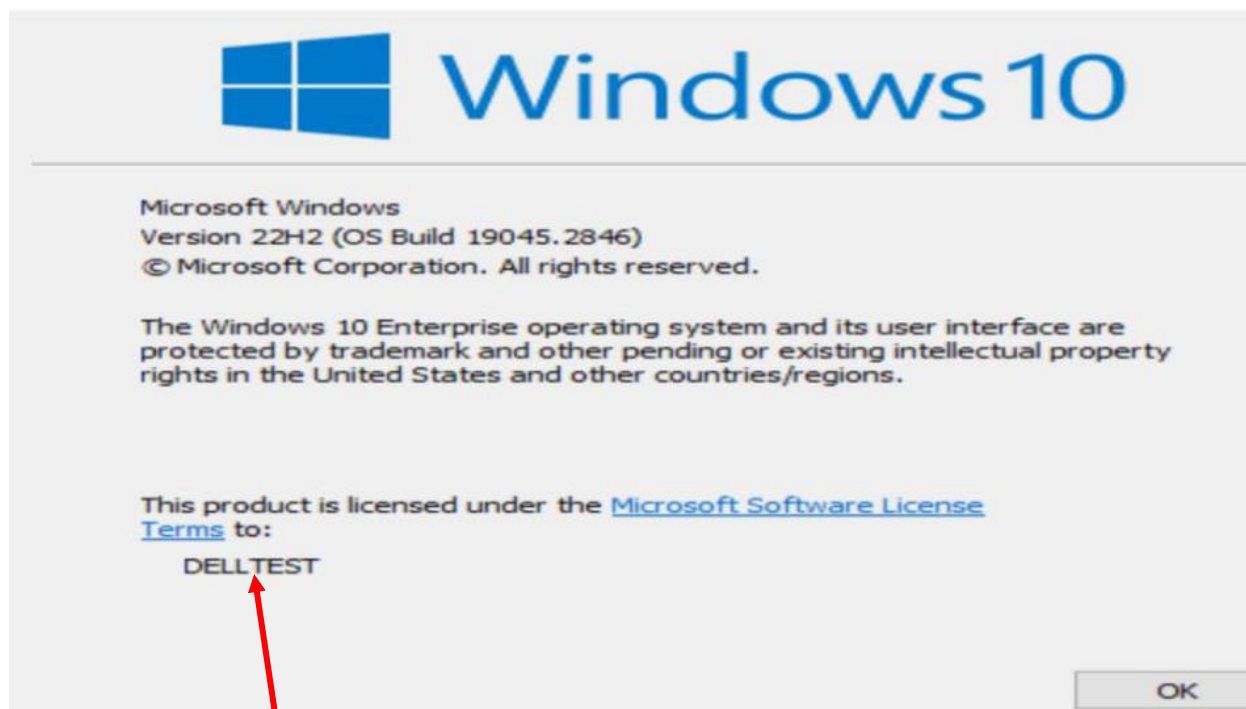 Windows 10
Microsoft Windows
Version 22H2 (OS Build 19045.2846)
© Microsoft Corporation. All rights reserved.
The Windows 10 Enterprise operating system and its user interface are
protected by trademark and other pending or existing intellectual property
rights in the United States and other countries/regions.
This product is licensed under the Microsoft Software License
Terms to:
DELLTEST
OK